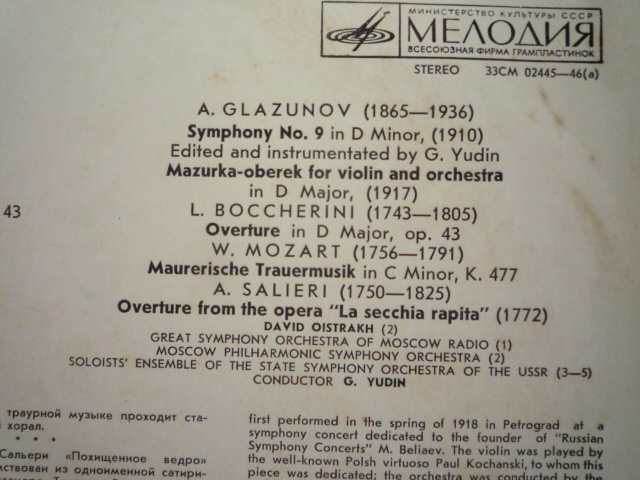 МИНИСТЕРСТВО КУЛЬТУРЫ СССР
МЕЛОДИЯ
ВСЕСОЮЗНАЯ ФИРМА ГРАМПЛАСТИНОК
STEREO 33СМ 02445—46(а)
A. GLAZUNOV (1865—1936)
Symphony No. 9 in D Minor, (1910)
Edited and instrumentated by G. Yudin
Mazurka-oberek for violin and orchestra
in D Major, (1917)
43
L. BOCCHERINI (1743—1805)
Overture in D Major, op. 43
W. MOZART (1756—1791)
Maurerische Trauermusik in C Minor, K. 477
A. SALIERI (1750—1825)
Overture from the opera "La secchia rapita" (1772)
DAVID OISTRAKH (2)
GREAT SYMPHONY ORCHESTRA OF MOSCOW RADIO (1)
MOSCOW PHILHARMONIC SYMPHONY ORCHESTRA (2)
SOLOISTS' ENSEMBLE OF THE STATE SYMPHONY ORCHESTRA OF THE USSR (3—5)
CONDUCTOR G. YUDIN
траурной музыке проходит ста-
хорал.
* * *
Сальери «Похищенное ведро»
из одноименной сатири-
first performed in the spring of 1918 in Petrograd at a
symphony concert dedicated to the founder of "Russian
Symphony Concerts" M. Beliaev. The violin was played by
the well-known Polsh virtuoso Paul Kochanski, to whom this
piece was dedicated; the orchestra was conducted by the